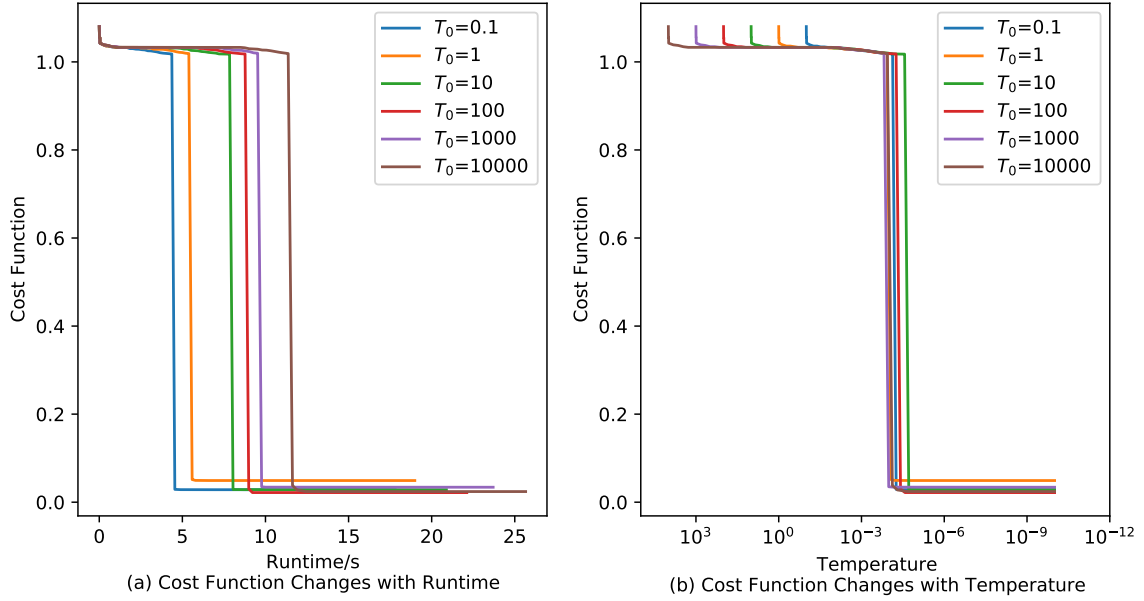 T₀=0.1
T₀=1
T₀=10
T₀=100
T₀=1000
T₀=10000
1.0
0.8
0.6
0.4
0.2
0.0
Cost Function
0 5 10 15 20 25
Runtime/s
(a) Cost Function Changes with Runtime
T₀=0.1
T₀=1
T₀=10
T₀=100
T₀=1000
T₀=10000
1.0
0.8
0.6
0.4
0.2
0.0
Cost Function
10³ 10⁰ 10⁻³ 10⁻⁶ 10⁻⁹ 10⁻¹²
Temperature
(b) Cost Function Changes with Temperature